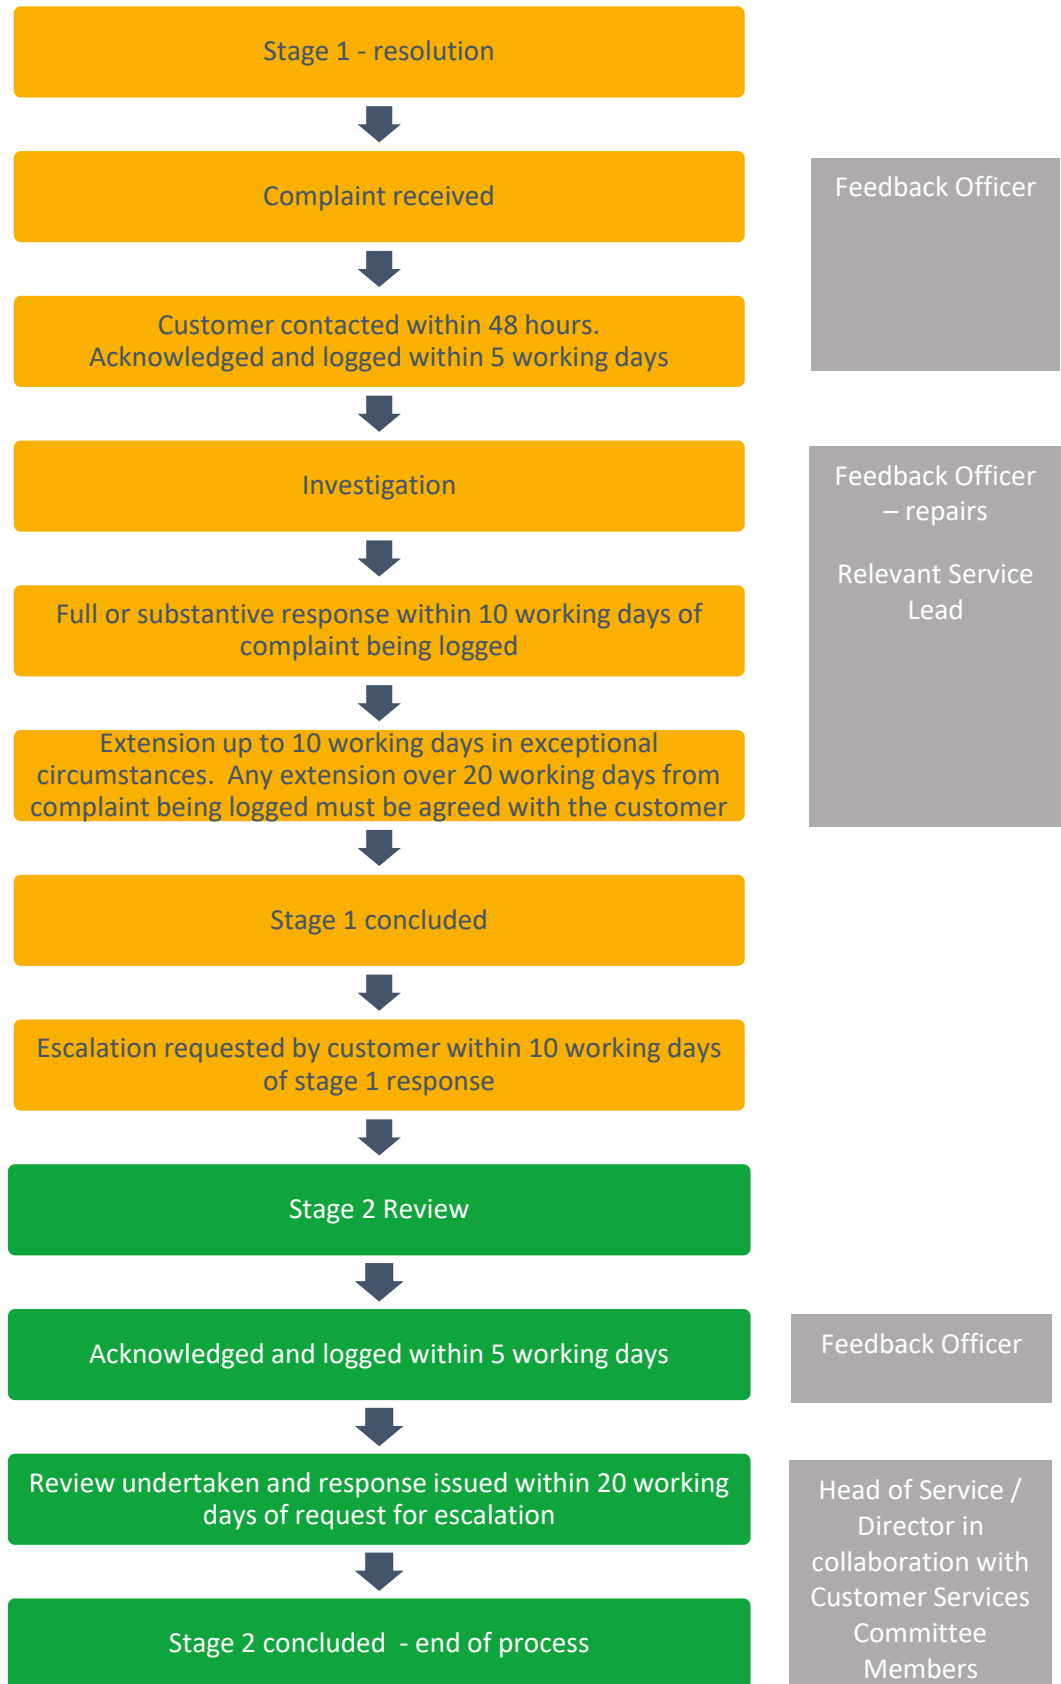 Stage 1 - resolution
Complaint received
Feedback Officer
Customer contacted within 48 hours.
Acknowledged and logged within 5 working days
Investigation
Feedback Officer
– repairs
Relevant Service
Lead
Full or substantive response within 10 working days of
complaint being logged
Extension up to 10 working days in exceptional
circumstances.  Any extension over 20 working days from
complaint being logged must be agreed with the customer
Stage 1 concluded
Escalation requested by customer within 10 working days
of stage 1 response
Stage 2 Review
Acknowledged and logged within 5 working days
Feedback Officer
Review undertaken and response issued within 20 working
days of request for escalation
Head of Service /
Director in
collaboration with
Customer Services
Committee
Members
Stage 2 concluded  - end of process